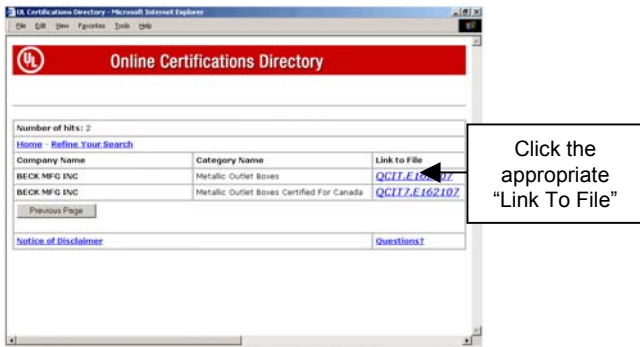 UL Certifications Directory - Microsoft Internet Explorer
File Edit View Favorites Tools Help
UL Online Certifications Directory
Number of hits: 2
Home - Refine Your Search
Company Name Category Name Link to File
BECK MFG INC Metallic Outlet Boxes QCIT.E162107
BECK MFG INC Metallic Outlet Boxes Certified For Canada QCIT7.E162107
Previous Page
Notice of Disclaimer Questions?
Click the
appropriate
“Link To File”